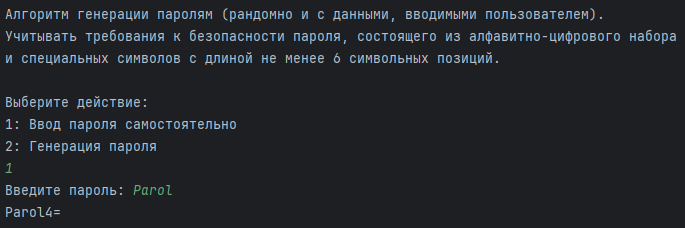 Алгоритм генерации паролям (рандомно и с данными, вводимыми пользователем).
Учитывать требования к безопасности пароля, состоящего из алфавитно-цифрового набора
и специальных символов с длиной не менее 6 символьных позиций.
Выберите действие:
1: Ввод пароля самостоятельно
2: Генерация пароля
1
Введите пароль: Parol
Parol4=